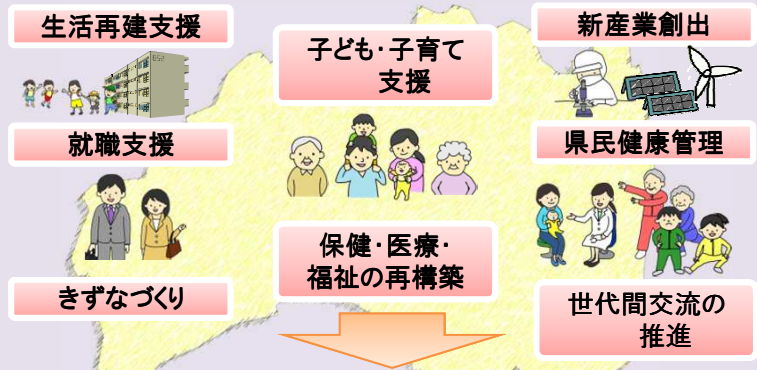 生活再建支援
就職支援
きずなづくり
子ども・子育て
支援
保健・医療・
福祉の再構築
新産業創出
県民健康管理
世代間交流の
推進